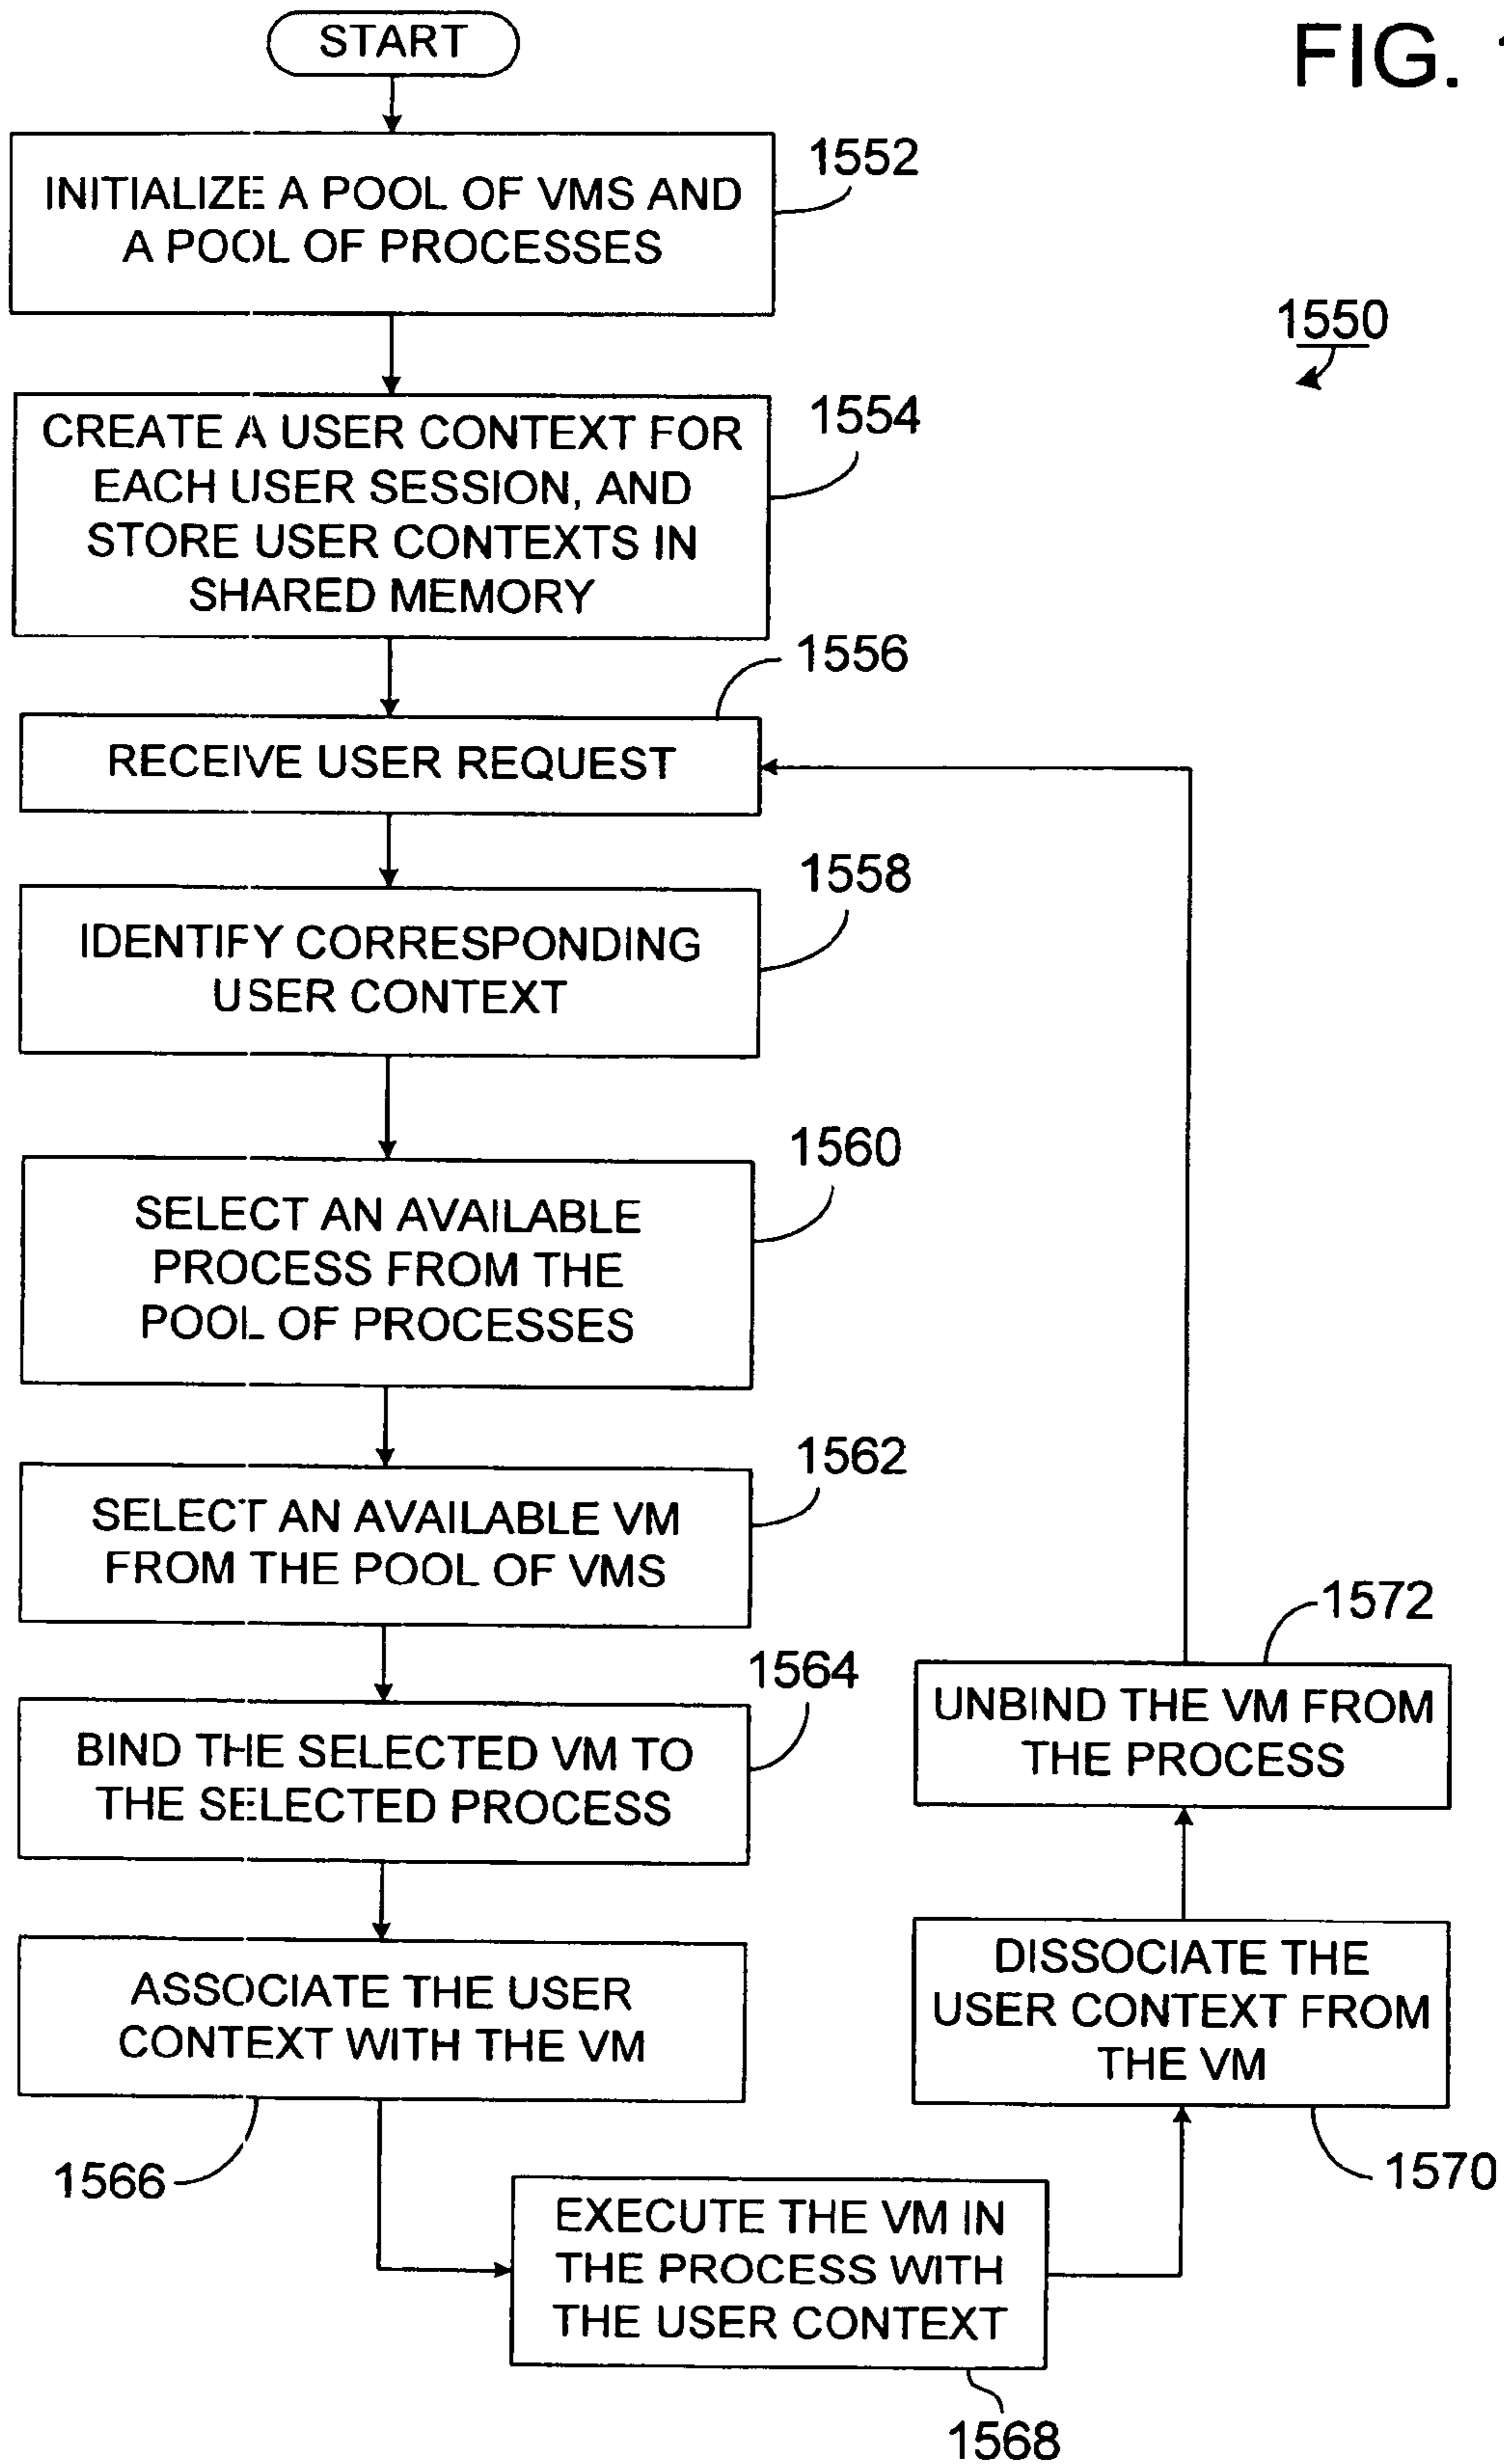 START
FIG. 1
INITIALIZE A POOL OF VMS AND
A POOL OF PROCESSES
1552
1550
CREATE A USER CONTEXT FOR
EACH USER SESSION, AND
STORE USER CONTEXTS IN
SHARED MEMORY
1554
RECEIVE USER REQUEST
1556
IDENTIFY CORRESPONDING
USER CONTEXT
1558
SELECT AN AVAILABLE
PROCESS FROM THE
POOL OF PROCESSES
1560
SELECT AN AVAILABLE VM
FROM THE POOL OF VMS
1562
BIND THE SELECTED VM TO
THE SELECTED PROCESS
1564
ASSOCIATE THE USER
CONTEXT WITH THE VM
1566
EXECUTE THE VM IN
THE PROCESS WITH
THE USER CONTEXT
1568
DISSOCIATE THE
USER CONTEXT FROM
THE VM
1570
UNBIND THE VM FROM
THE PROCESS
1572